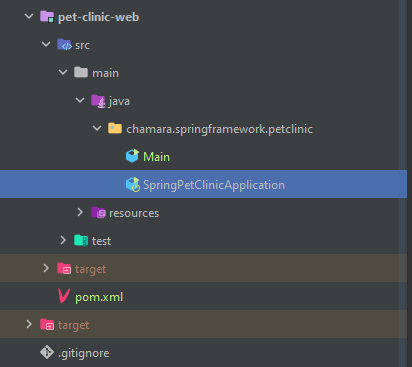 pet-clinic-web
src
main
java
chamara.springframework.petclinic
Main
SpringPetClinicApplication
resources
test
target
pom.xml
target
.gitignore